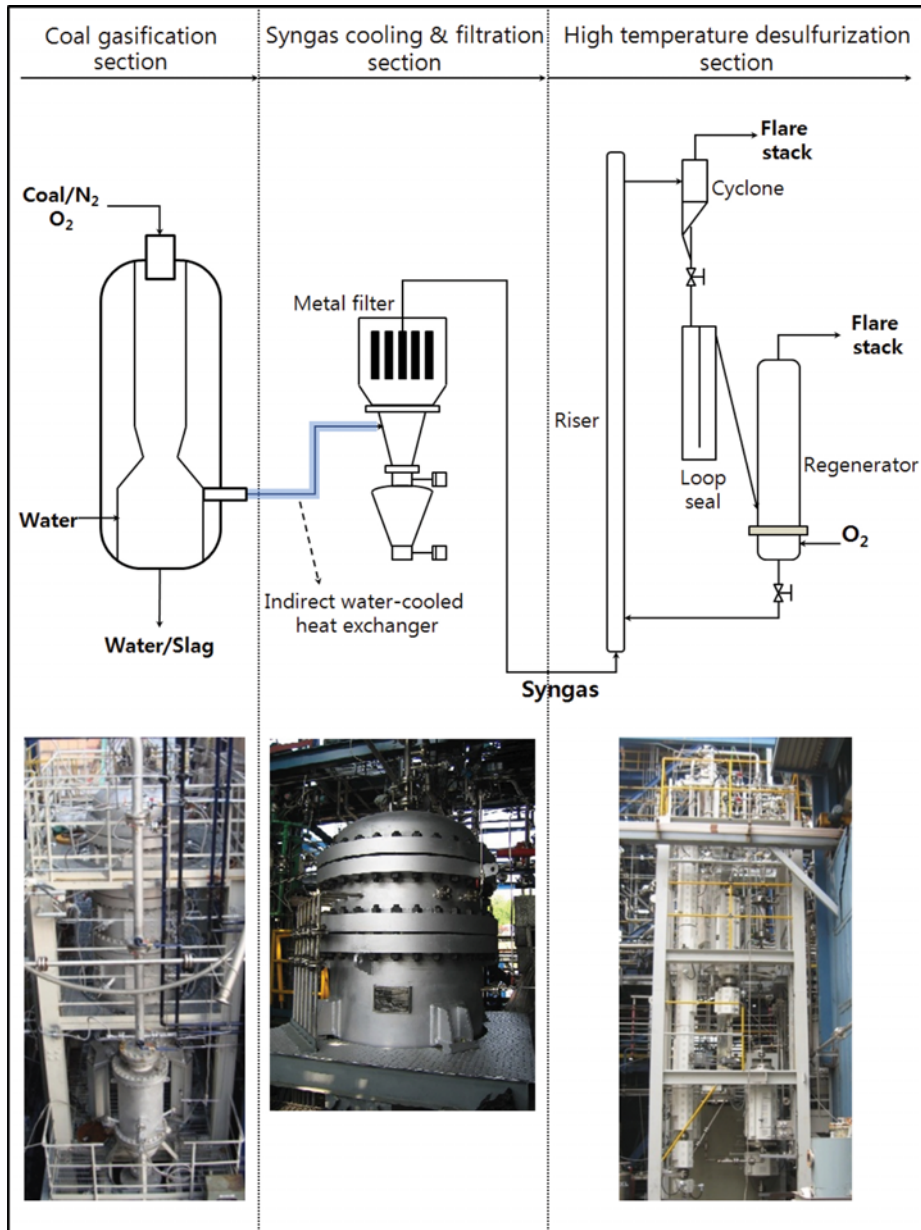 Coal gasification
section
Syngas cooling & filtration
section
High temperature desulfurization
section
Flare
stack
Cyclone
Coal/N₂
O₂
Metal filter
Flare
stack
Riser
Loop
seal
Regenerator
Water
O₂
Indirect water-cooled
heat exchanger
Water/Slag
Syngas